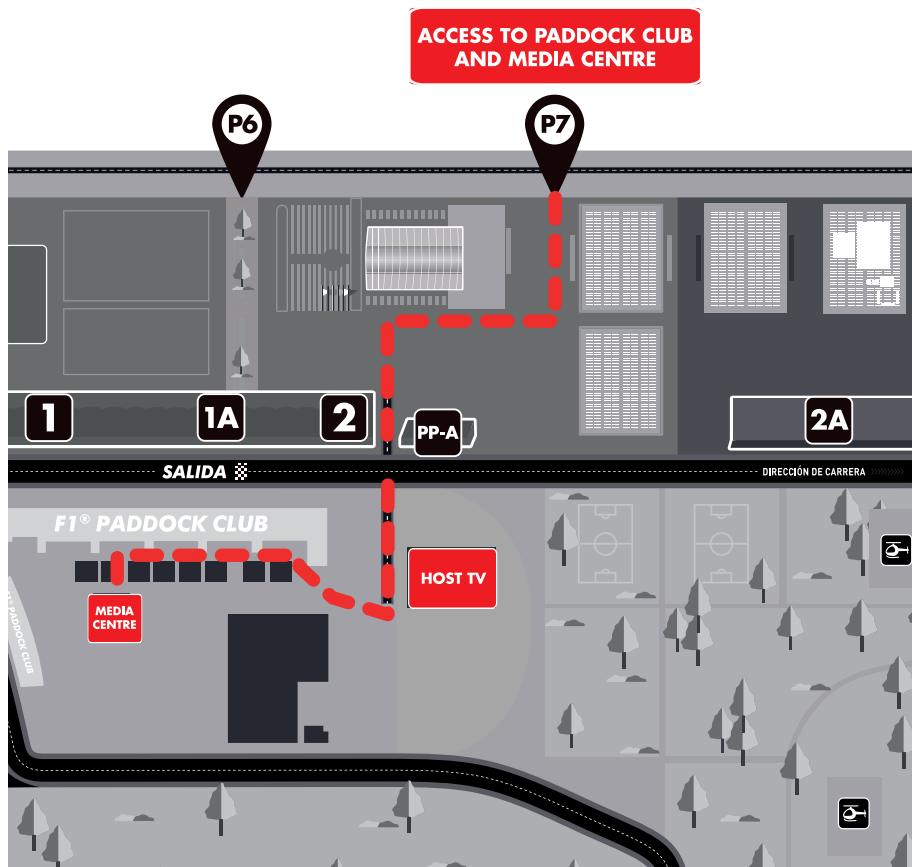 ACCESS TO PADDOCK CLUB
AND MEDIA CENTRE
P6
P7
1
1A
2
PP-A
2A
SALIDA
DIRECCIÓN DE CARRERA
F1® PADDOCK CLUB
HOST TV
MEDIA
CENTRE
F1® PADDOCK CLUB